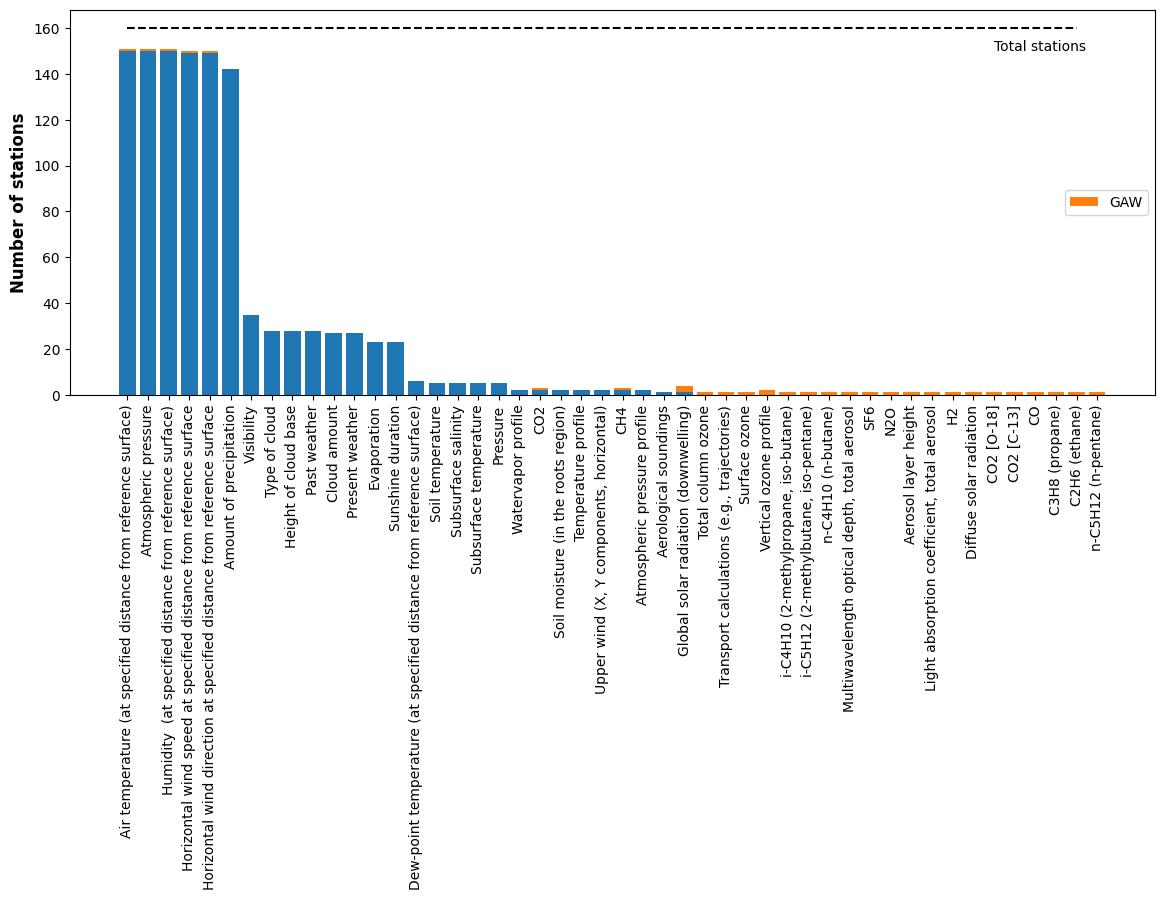 160
140
120
100
80
60
40
20
0
Number of stations
Total stations
GAW
Air temperature (at specified distance from reference surface)
Atmospheric pressure
Humidity  (at specified distance from reference surface)
Horizontal wind speed at specified distance from reference surface
Horizontal wind direction at specified distance from reference surface
Amount of precipitation
Visibility
Type of cloud
Height of cloud base
Past weather
Cloud amount
Present weather
Evaporation
Sunshine duration
Dew-point temperature (at specified distance from reference surface)
Soil temperature
Subsurface salinity
Subsurface temperature
Pressure
Watervapor profile
CO2
Soil moisture (in the roots region)
Temperature profile
Upper wind (X, Y components, horizontal)
CH4
Atmospheric pressure profile
Aerological soundings
Global solar radiation (downwelling)
Total column ozone
Transport calculations (e.g., trajectories)
Surface ozone
Vertical ozone profile
i-C4H10 (2-methylpropane, iso-butane)
i-C5H12 (2-methylbutane, iso-pentane)
n-C4H10 (n-butane)
Multiwavelength optical depth, total aerosol
SF6
N2O
Aerosol layer height
Light absorption coefficient, total aerosol
H2
Diffuse solar radiation
CO2 [O-18]
CO2 [C-13]
CO
C3H8 (propane)
C2H6 (ethane)
n-C5H12 (n-pentane)